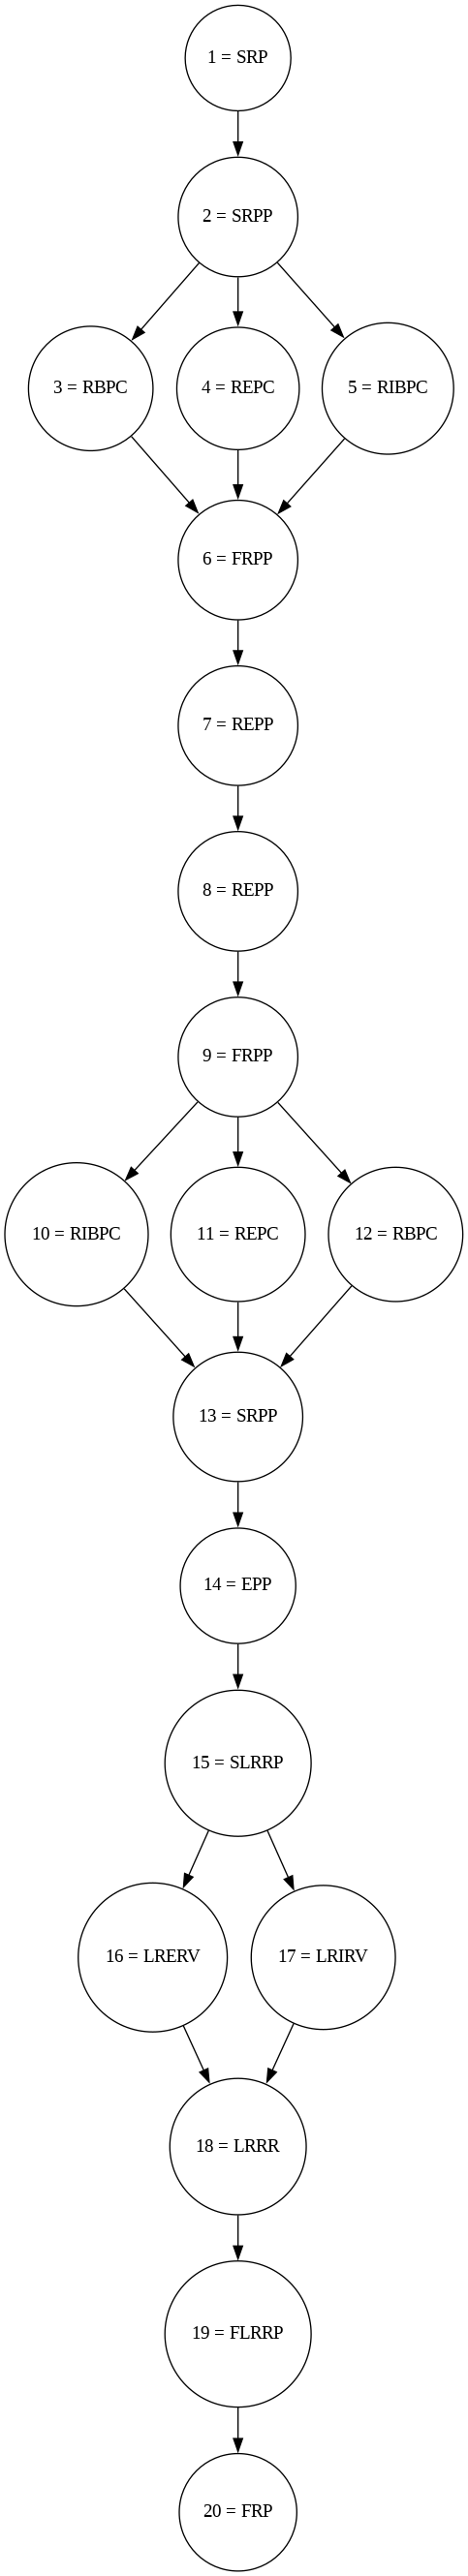 1 = SRP
2 = SRPP
3 = RBPC
4 = REPC
5 = RIBPC
6 = FRPP
7 = REPP
8 = REPP
9 = FRPP
10 = RIBPC
11 = REPC
12 = RBPC
13 = SRPP
14 = EPP
15 = SLRRP
16 = LRERV
17 = LRIRV
18 = LRRR
19 = FLRRP
20 = FRP